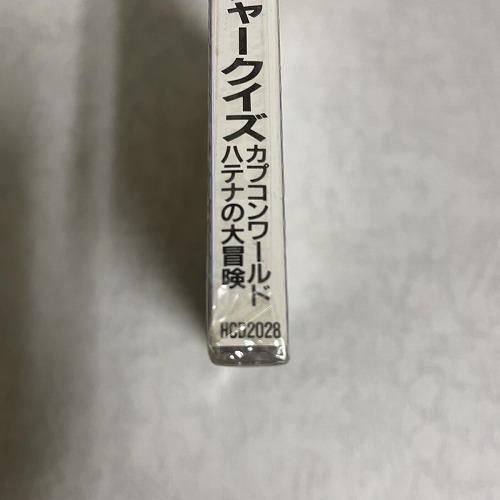 ャークイズ
カプコンワールド
ハテナの大冒険
HCD2028